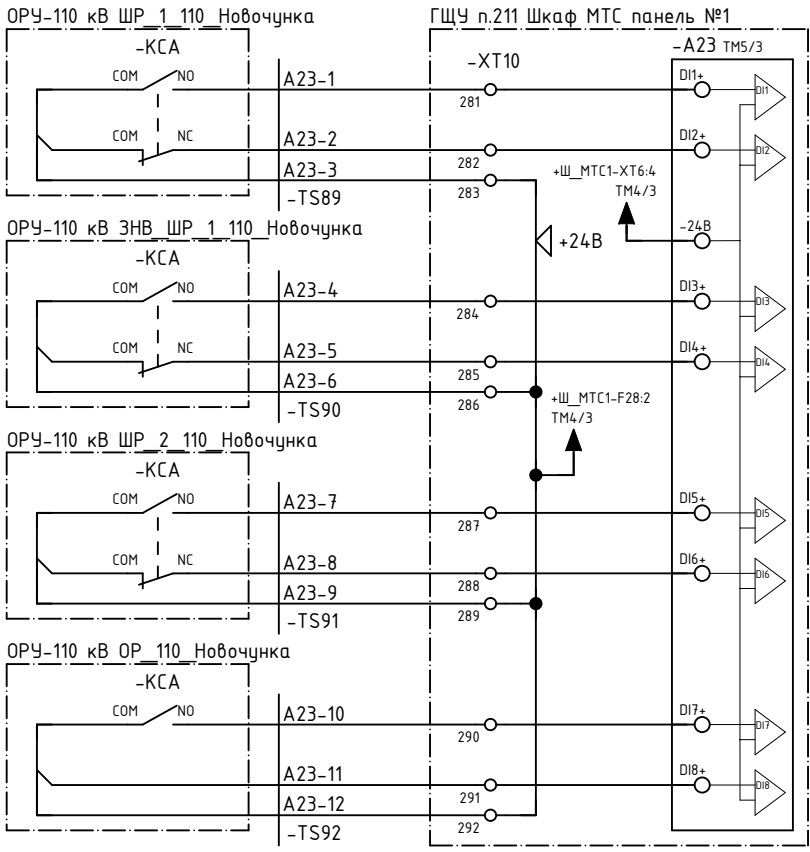 ОРУ-110 кВ ШР_1_110_Новочунка
ГЩУ п.211 Шкаф МТС панель №1
-КСА
COM
NO
COM
NC
A23-1
A23-2
A23-3
-TS89
-XT10
281
282
283
-A23 TM5/3
DI1+
DI1
DI2+
DI2
+Ш_МТС1-XT6:4
TM4/3
-24В
+24В
ОРУ-110 кВ ЗНВ_ШР_1_110_Новочунка
-КСА
COM
NO
COM
NC
A23-4
A23-5
A23-6
-TS90
284
285
286
DI3+
DI3
DI4+
DI4
+Ш_МТС1-F28:2
TM4/3
ОРУ-110 кВ ШР_2_110_Новочунка
-КСА
COM
NO
COM
NC
A23-7
A23-8
A23-9
-TS91
287
288
289
DI5+
DI5
DI6+
DI6
ОРУ-110 кВ ОР_110_Новочунка
-КСА
COM
NO
A23-10
A23-11
A23-12
-TS92
290
291
292
DI7+
DI7
DI8+
DI8